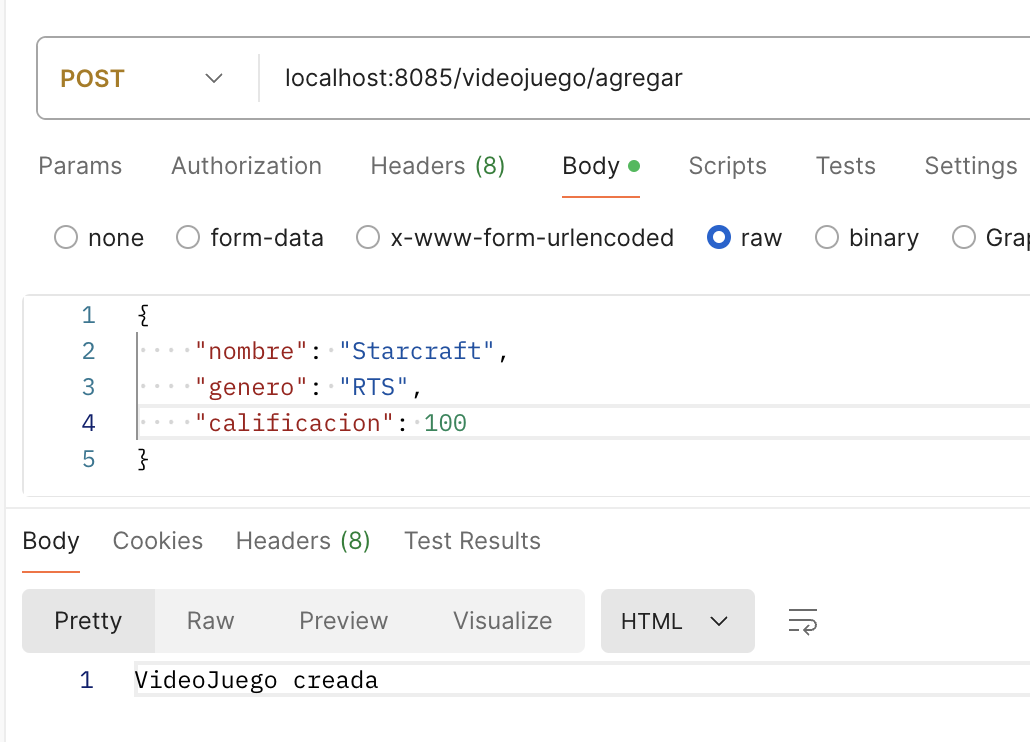 POST localhost:8085/videojuego/agregar
Params Authorization Headers (8) Body Scripts Tests Settings
none form-data x-www-form-urlencoded raw binary Grap
1 {
2 "nombre": "Starcraft",
3 "genero": "RTS",
4 "calificacion": 100
5 }
Body Cookies Headers (8) Test Results
Pretty Raw Preview Visualize HTML
1 VideoJuego creada